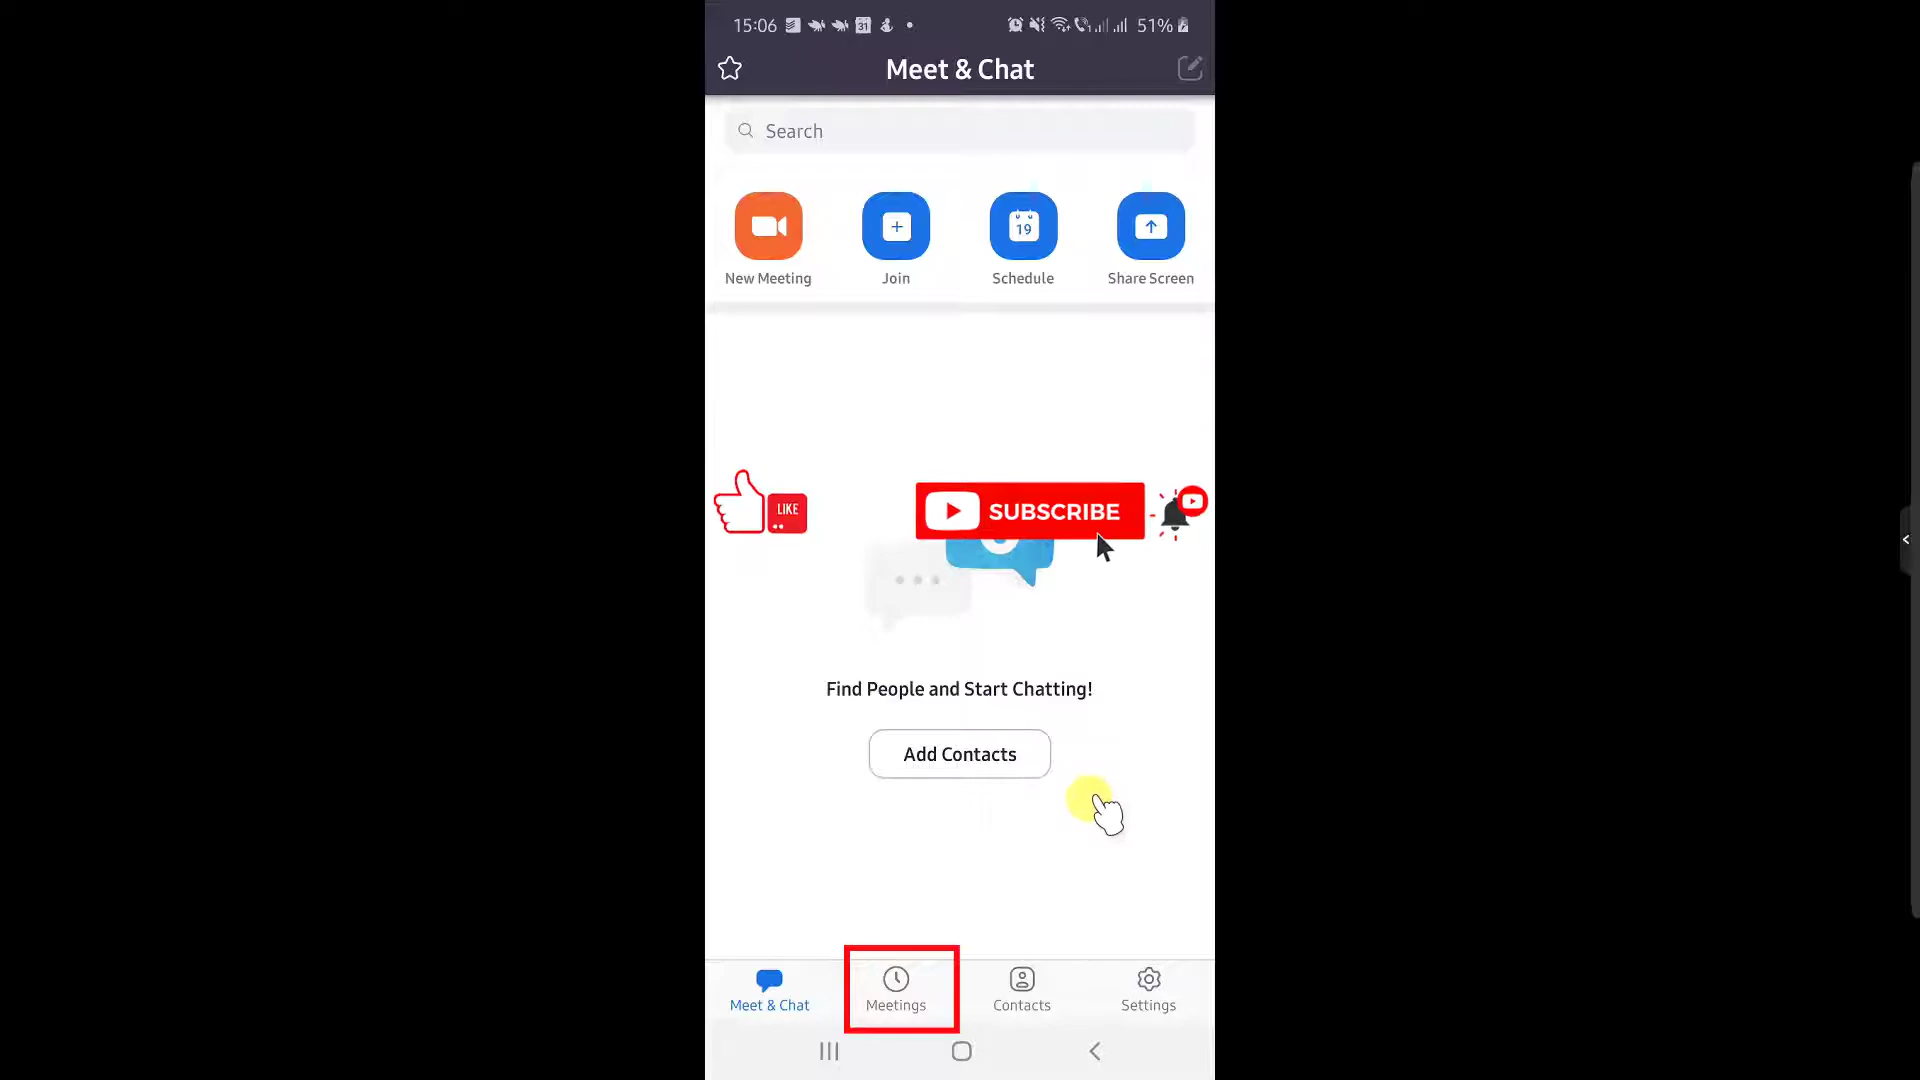 15:06
31
51%
Meet & Chat
Search
19
New Meeting
Join
Schedule
Share Screen
LIKE
SUBSCRIBE
Find People and Start Chatting!
Add Contacts
Meet & Chat
Meetings
Contacts
Settings